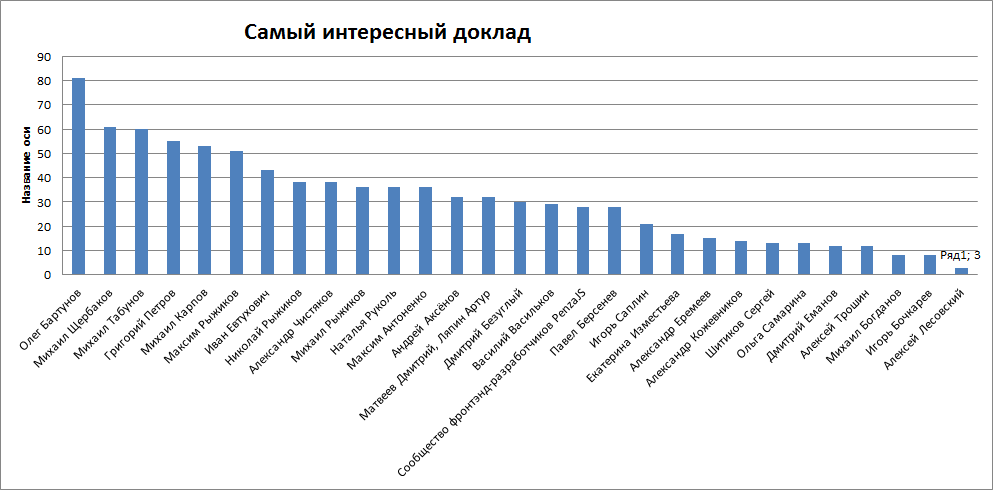 Самый интересный доклад
Название оси
90
80
70
60
50
40
30
20
10
0
Ряд1; 3
Олег Бартунов
Михаил Щербаков
Михаил Табунов
Григорий Петров
Михаил Карпов
Максим Рыжиков
Иван Евтухович
Николай Рыжиков
Александр Чистяков
Михаил Рыжиков
Наталья Руколь
Максим Антоненко
Андрей Аксёнов
Матвеев Дмитрий, Ляпин Артур
Дмитрий Безуглый
Василий Васильков
Сообщество фронтэнд-разработчиков PenzaJS
Павел Берсенев
Игорь Саплин
Екатерина Изместьева
Александр Еремеев
Александр Кожевников
Шитиков Сергей
Ольга Самарина
Дмитрий Еманов
Алексей Трошин
Михаил Богданов
Игорь Бочкарев
Алексей Лесовский